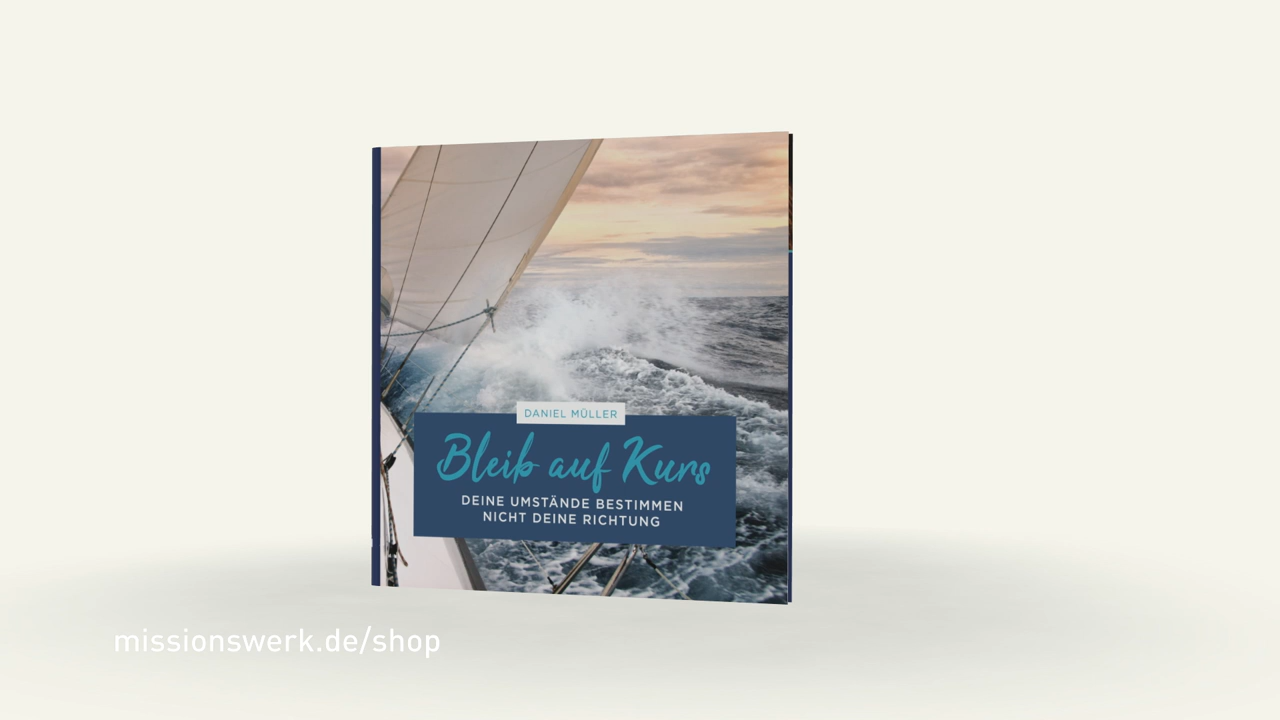 DANIEL MÜLLER
Bleib auf Kurs
DEINE UMSTÄNDE BESTIMMEN
NICHT DEINE RICHTUNG
missionswerk.de/shop